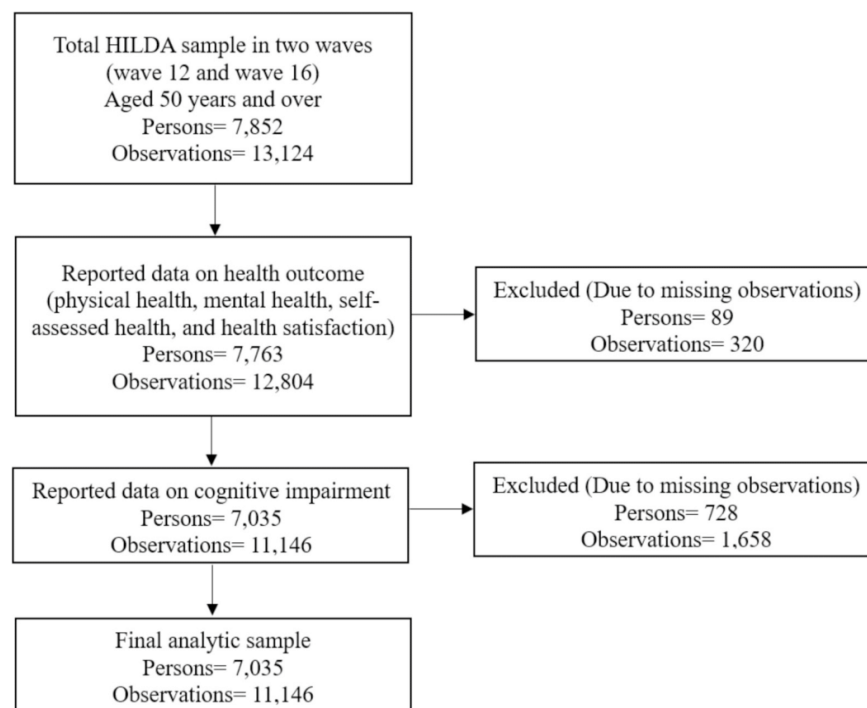 Total HILDA sample in two waves
(wave 12 and wave 16)
Aged 50 years and over
Persons= 7,852
Observations= 13,124
Reported data on health outcome
(physical health, mental health, self-
assessed health, and health satisfaction)
Persons= 7,763
Observations= 12,804
Excluded (Due to missing observations)
Persons= 89
Observations= 320
Reported data on cognitive impairment
Persons= 7,035
Observations= 11,146
Excluded (Due to missing observations)
Persons= 728
Observations= 1,658
Final analytic sample
Persons= 7,035
Observations= 11,146